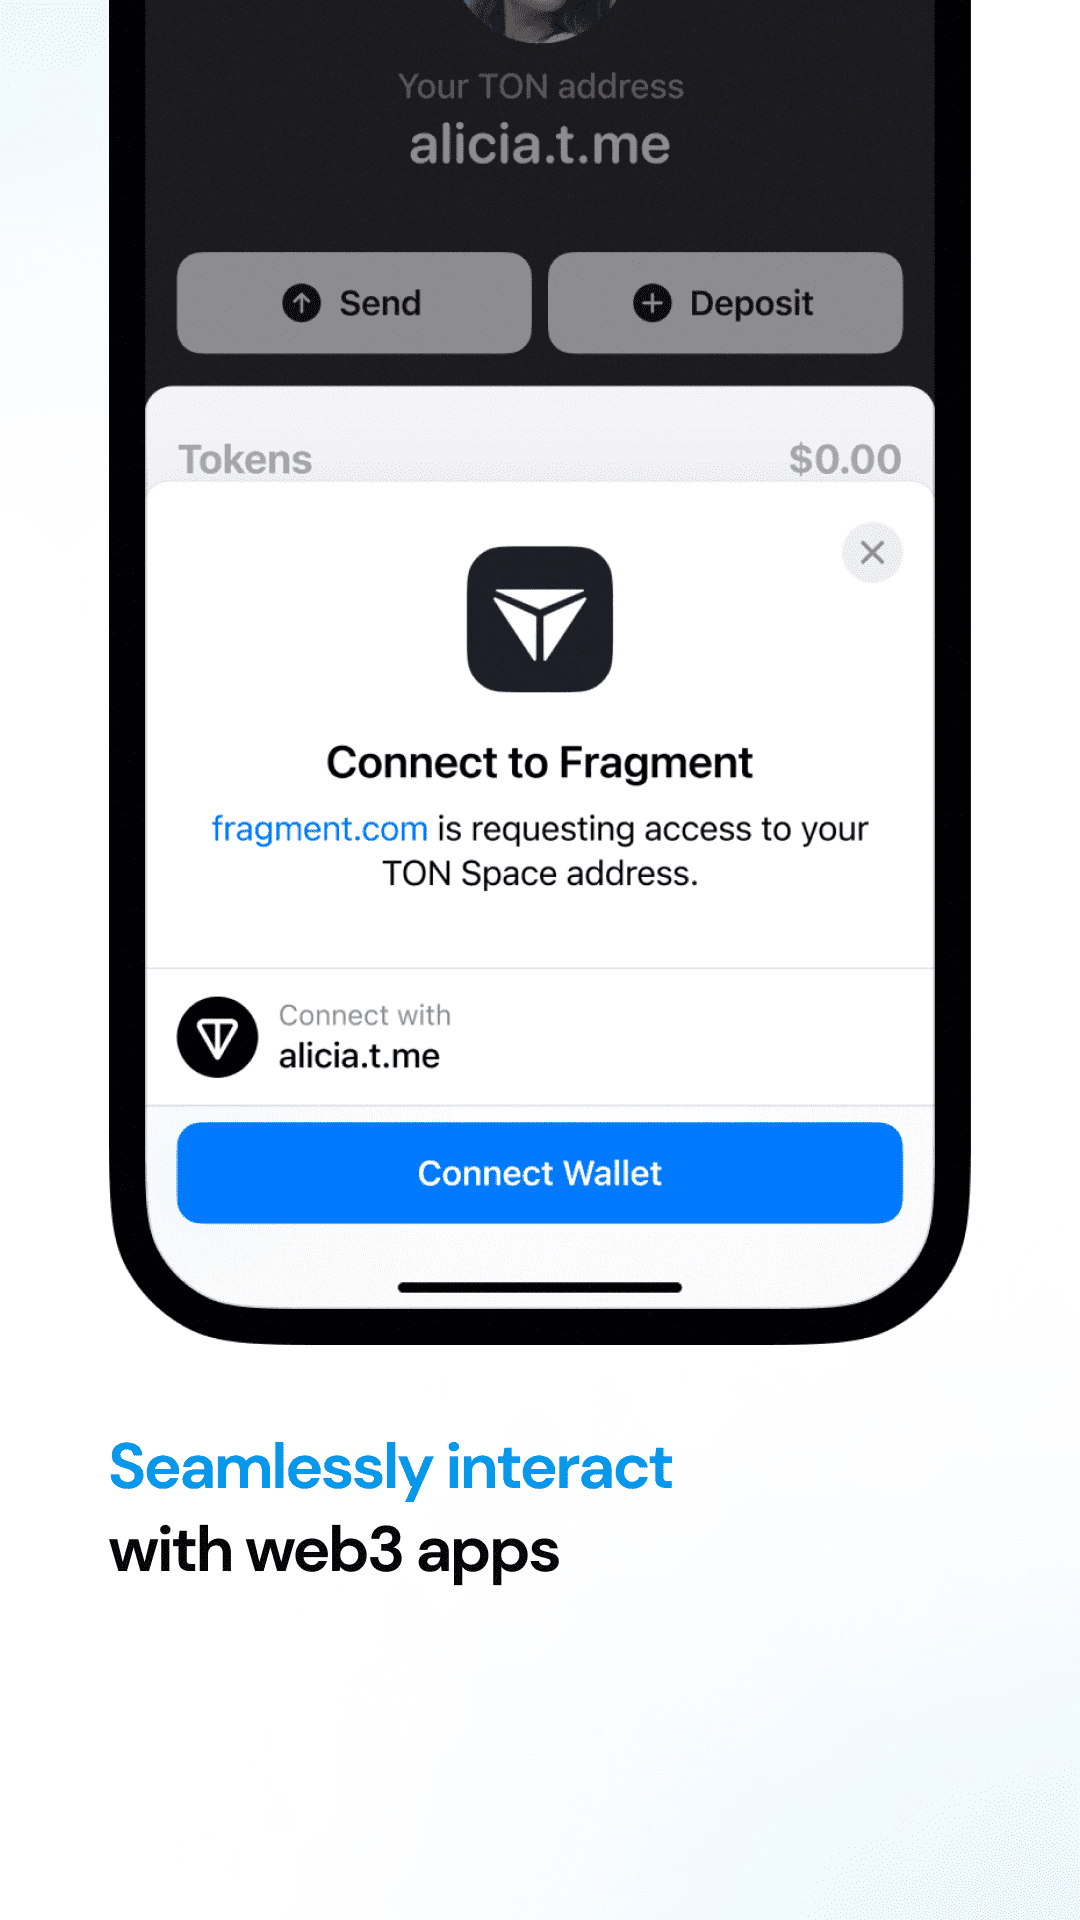 Your TON address
alicia.t.me
Send
Deposit
Tokens
$0.00
Connect to Fragment
fragment.com is requesting access to your
TON Space address.
Connect with
alicia.t.me
Connect Wallet
Seamlessly interact
with web3 apps